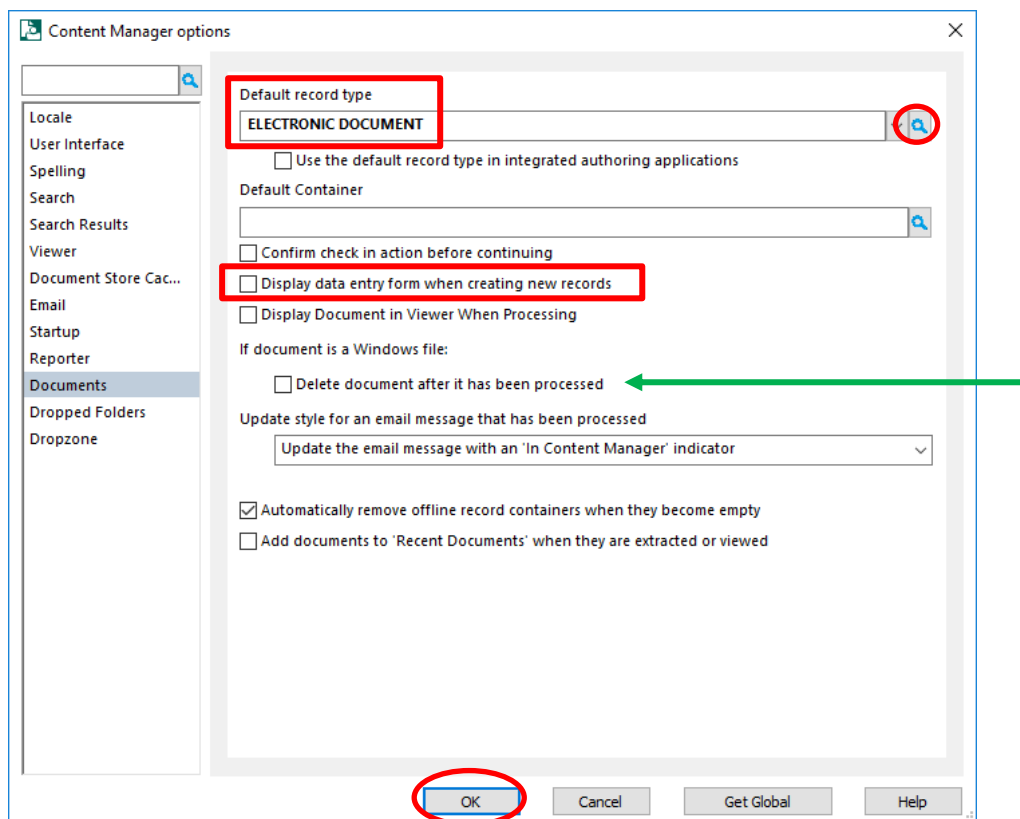 Content Manager options
Locale
User Interface
Spelling
Search
Search Results
Viewer
Document Store Cac...
Email
Startup
Reporter
Documents
Dropped Folders
Dropzone
Default record type
ELECTRONIC DOCUMENT
Use the default record type in integrated authoring applications
Default Container
Confirm check in action before continuing
Display data entry form when creating new records
Display Document in Viewer When Processing
If document is a Windows file:
Delete document after it has been processed
Update style for an email message that has been processed
Update the email message with an 'In Content Manager' indicator
Automatically remove offline record containers when they become empty
Add documents to 'Recent Documents' when they are extracted or viewed
OK Cancel Get Global Help